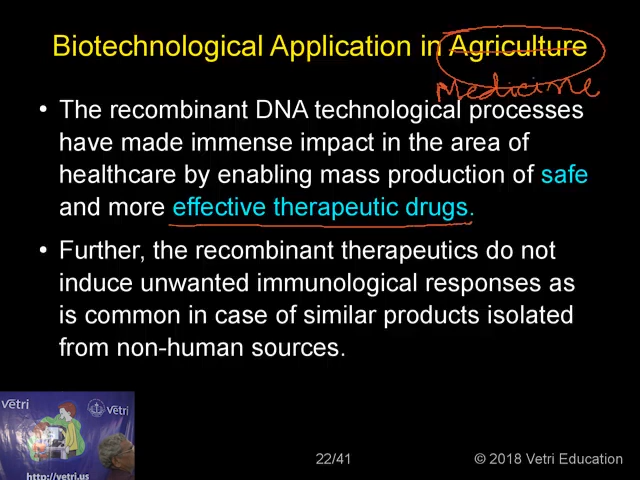 Biotechnological Application in Agriculture
Medicine
• The recombinant DNA technological processes
have made immense impact in the area of
healthcare by enabling mass production of safe
and more effective therapeutic drugs.
• Further, the recombinant therapeutics do not
induce unwanted immunological responses as
is common in case of similar products isolated
from non-human sources.
vetri
vetri
http://vetri.us
22/41
© 2018 Vetri Education